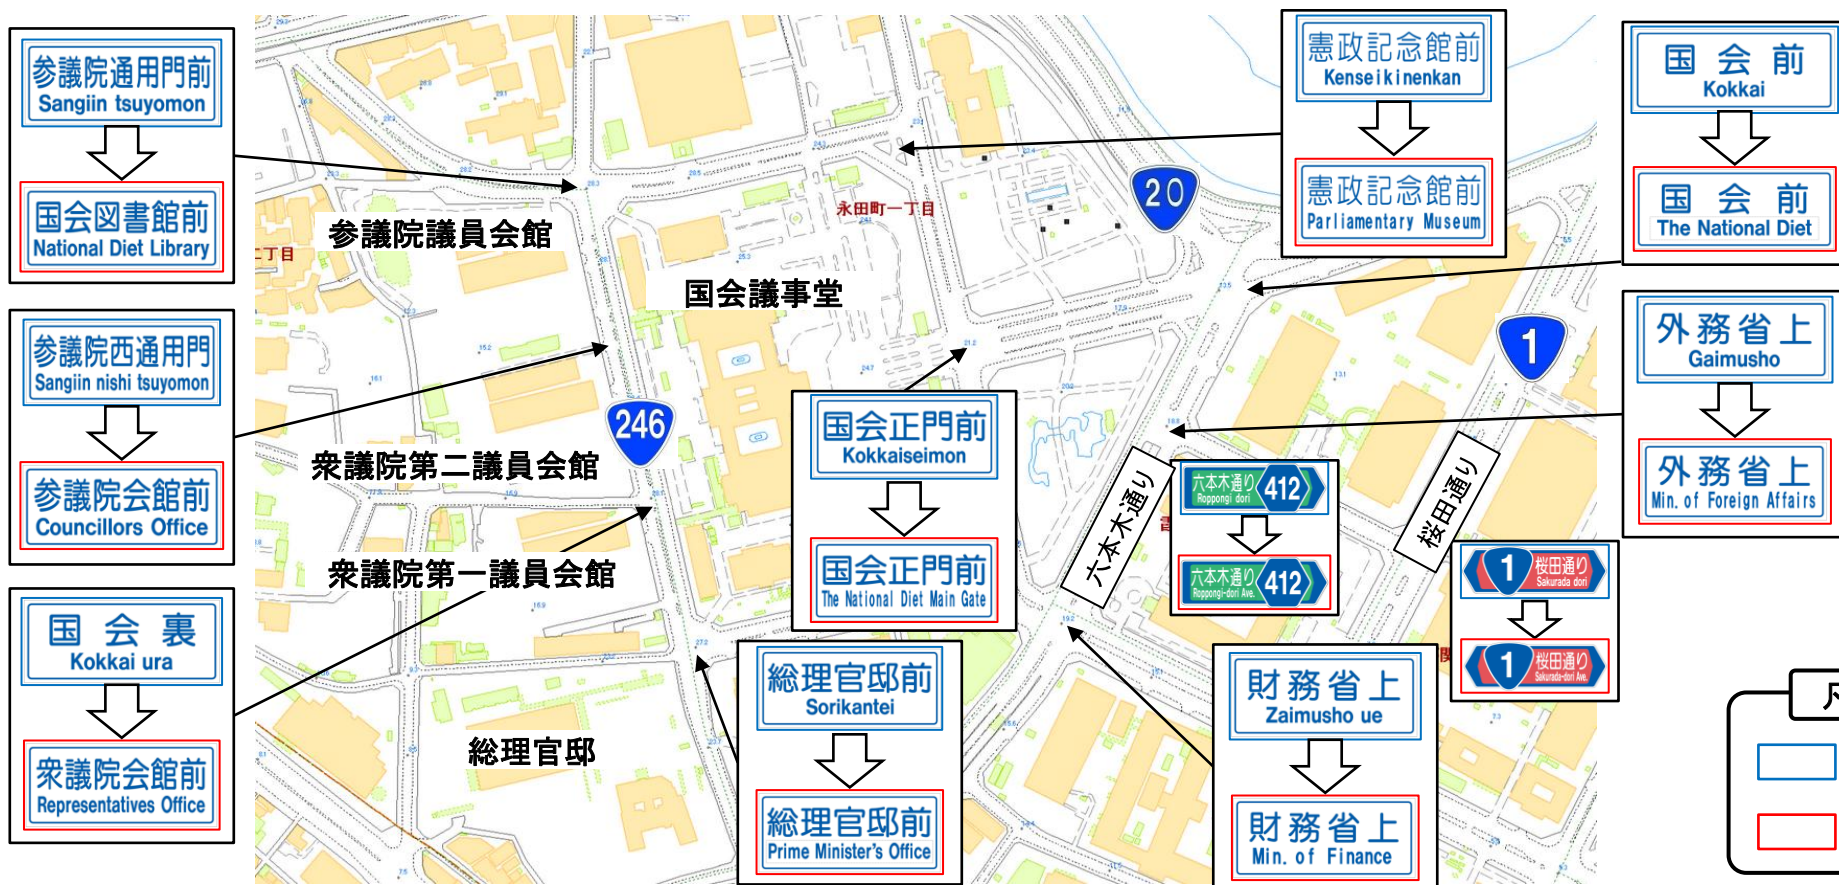 参議院通用門前
Sangiin tsuyomon
国会図書館前
National Diet Library
参議院西通用門
Sangiin nishi tsuyomon
参議院会館前
Councillors Office
国会裏
Kokkai ura
衆議院会館前
Representatives Office
参議院議員会館
国会議事堂
衆議院第二議員会館
衆議院第一議員会館
総理官邸
永田町一丁目
二丁目
246
20
1
憲政記念館前
Kenseikinenkan
憲政記念館前
Parliamentary Museum
国会前
Kokkai
国会前
The National Diet
外務省上
Gaimusho
外務省上
Min. of Foreign Affairs
国会正門前
Kokkaiseimon
国会正門前
The National Diet Main Gate
六本木通り
桜田通り
六本木通り
Roppongi dori
412
六本木通り
Roppongi-dori Ave.
412
1
桜田通り
Sakurada dori
1
桜田通り
Sakurada-dori Ave.
総理官邸前
Sorikantei
総理官邸前
Prime Minister's Office
財務省上
Zaimusho ue
財務省上
Min. of Finance